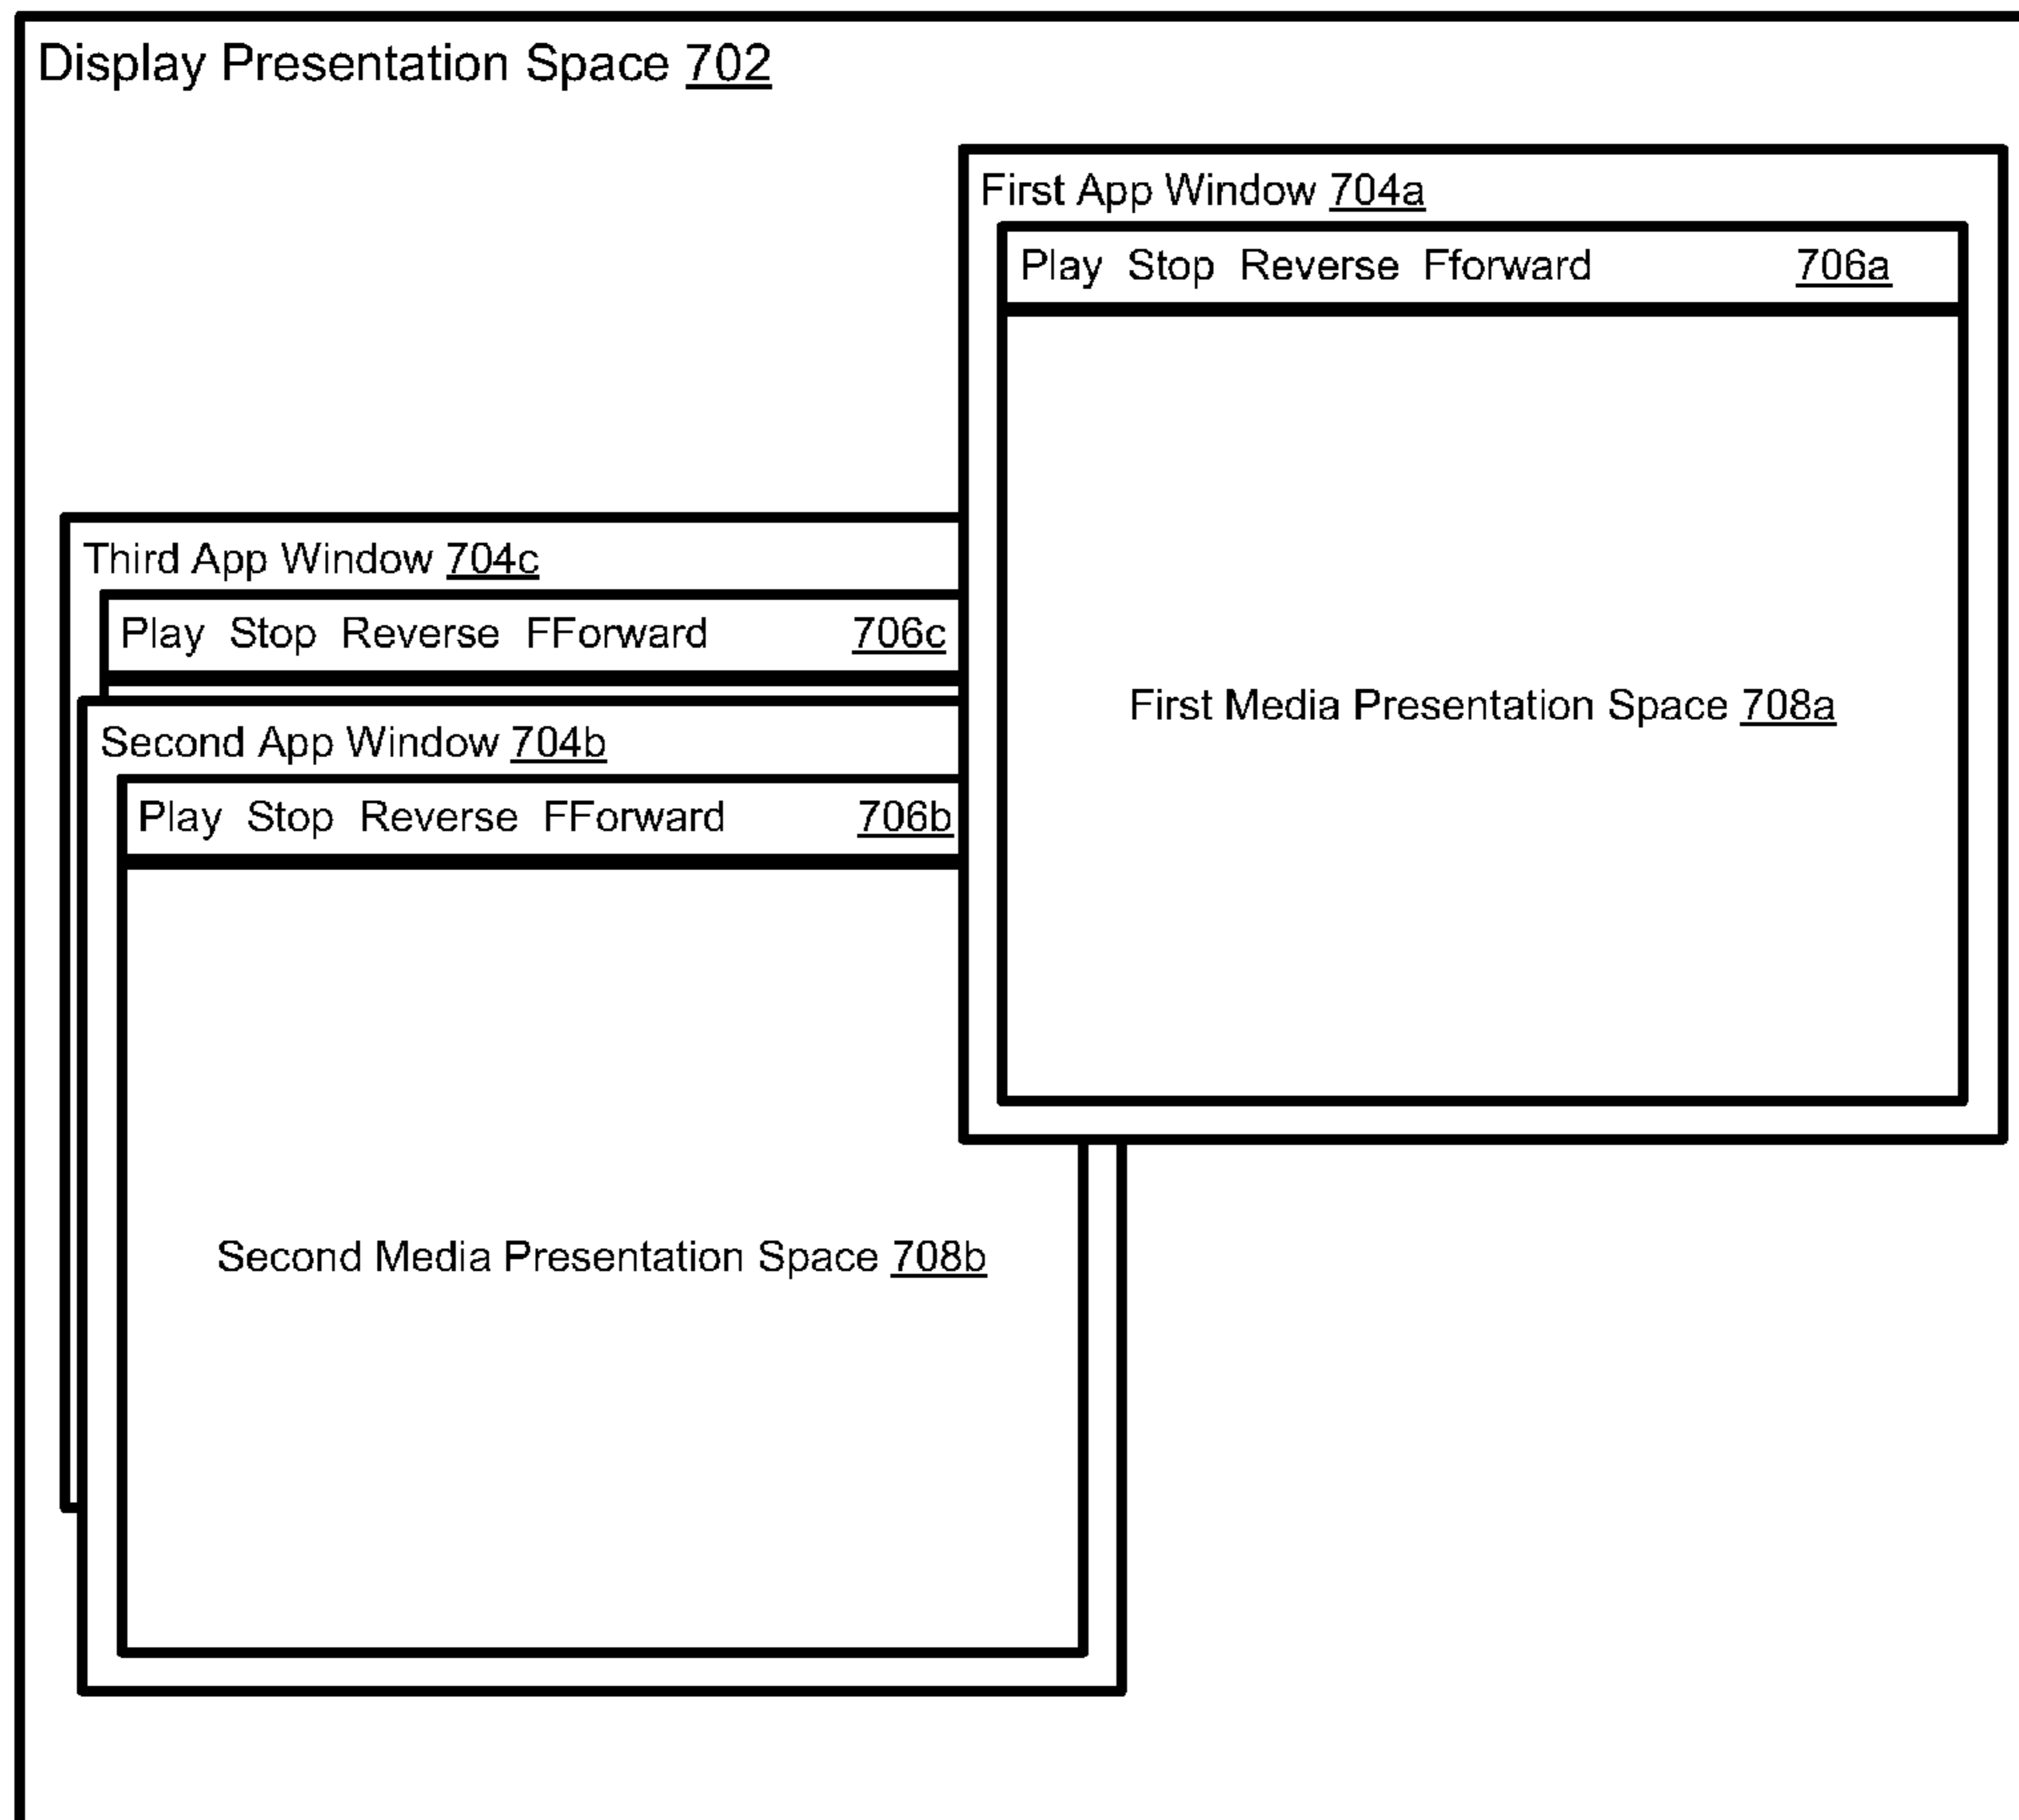 Display Presentation Space 702
First App Window 704a
Play Stop Reverse Fforward 706a
First Media Presentation Space 708a
Third App Window 704c
Play Stop Reverse FForward 706c
Second App Window 704b
Play Stop Reverse FForward 706b
Second Media Presentation Space 708b